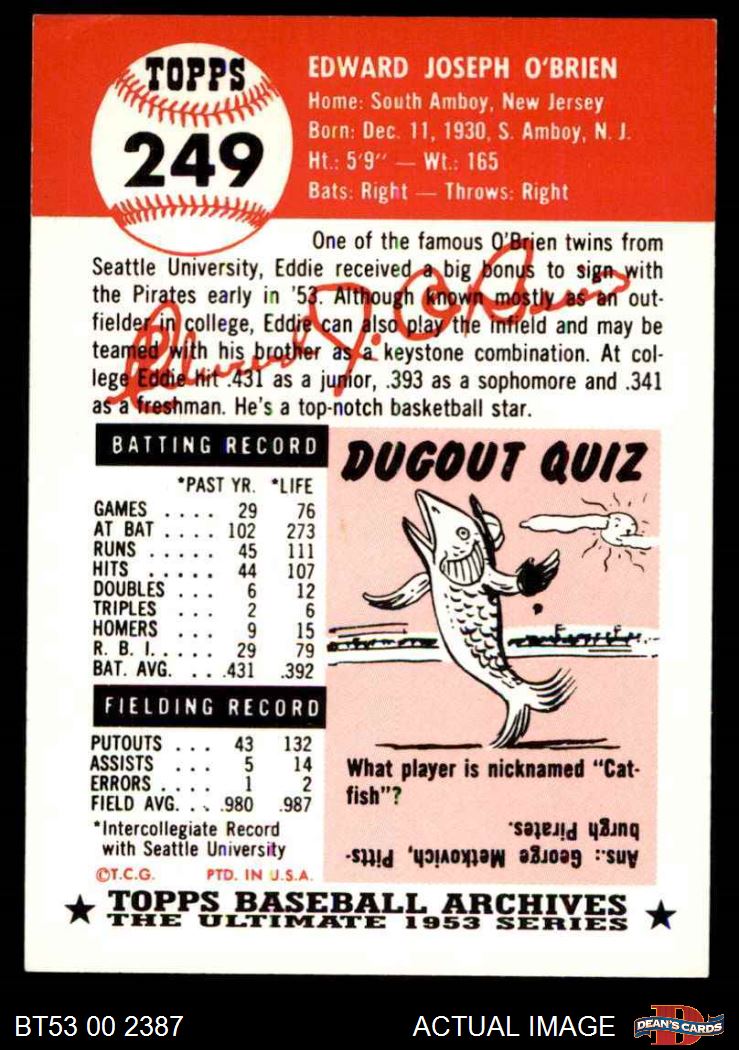 TOPPS
249
EDWARD JOSEPH O'BRIEN
Home: South Amboy, New Jersey
Born: Dec. 11, 1930, S. Amboy, N. J.
Ht.: 5'9" — Wt.: 165
Bats: Right — Throws: Right
One of the famous O'Brien twins from
Seattle University, Eddie received a big bonus to sign with
the Pirates early in '53. Although known mostly as an out-
fielder in college, Eddie can also play the infield and may be
teamed with his brother as a keystone combination. At col-
lege Eddie hit .431 as a junior, .393 as a sophomore and .341
as a freshman. He's a top-notch basketball star.
Edward J. O'Brien
BATTING RECORD
*PAST YR. *LIFE
GAMES .... 29 76
AT BAT .... 102 273
RUNS ..... 45 111
HITS ..... 44 107
DOUBLES ... 6 12
TRIPLES ... 2 6
HOMERS ... 9 15
R. B. I. .... 29 79
BAT. AVG. ... .431 .392
FIELDING RECORD
PUTOUTS ... 43 132
ASSISTS ... 5 14
ERRORS .... 1 2
FIELD AVG. .. .980 .987
*Intercollegiate Record
with Seattle University
©T.C.G. PTD. IN U.S.A.
DUGOUT QUIZ
What player is nicknamed "Cat-
fish"?
Ans.: George Metkovich, Pitts-
burgh Pirates.
★ TOPPS BASEBALL ARCHIVES ★
THE ULTIMATE 1953 SERIES
BT53 00 2387
ACTUAL IMAGE
D
DEAN'S CARDS